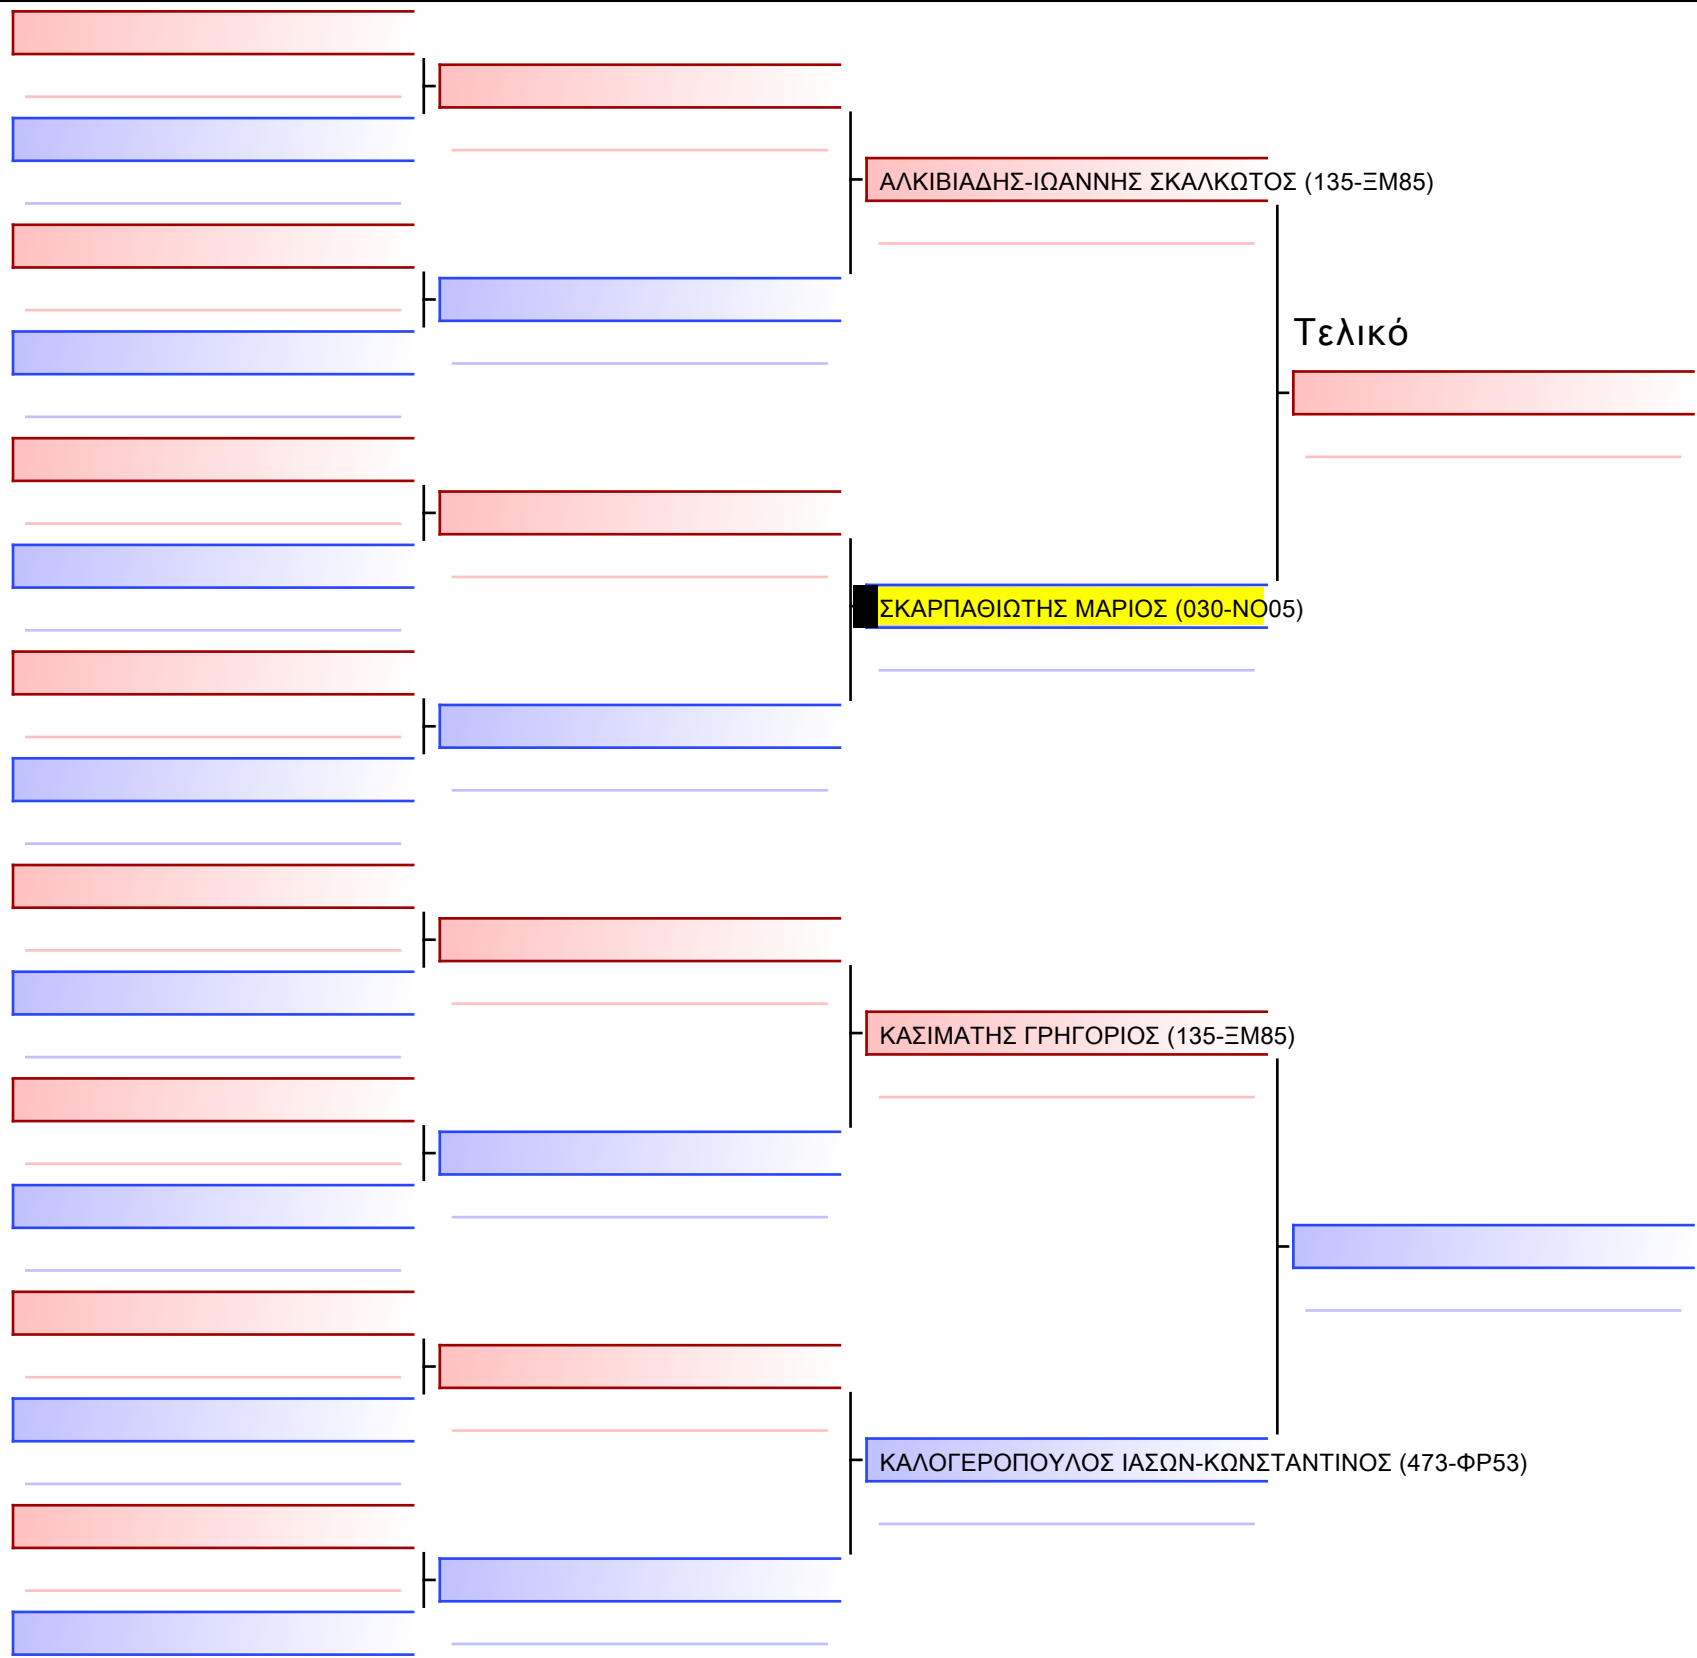 ΑΛΚΙΒΙΑΔΗΣ-ΙΩΑΝΝΗΣ ΣΚΑΛΚΩΤΟΣ (135-ΞΜ85)
Τελικό
ΣΚΑΡΠΑΘΙΩΤΗΣ ΜΑΡΙΟΣ (030-ΝΟ05)
ΚΑΣΙΜΑΤΗΣ ΓΡΗΓΟΡΙΟΣ (135-ΞΜ85)
ΚΑΛΟΓΕΡΟΠΟΥΛΟΣ ΙΑΣΩΝ-ΚΩΝΣΤΑΝΤΙΝΟΣ (473-ΦΡ53)